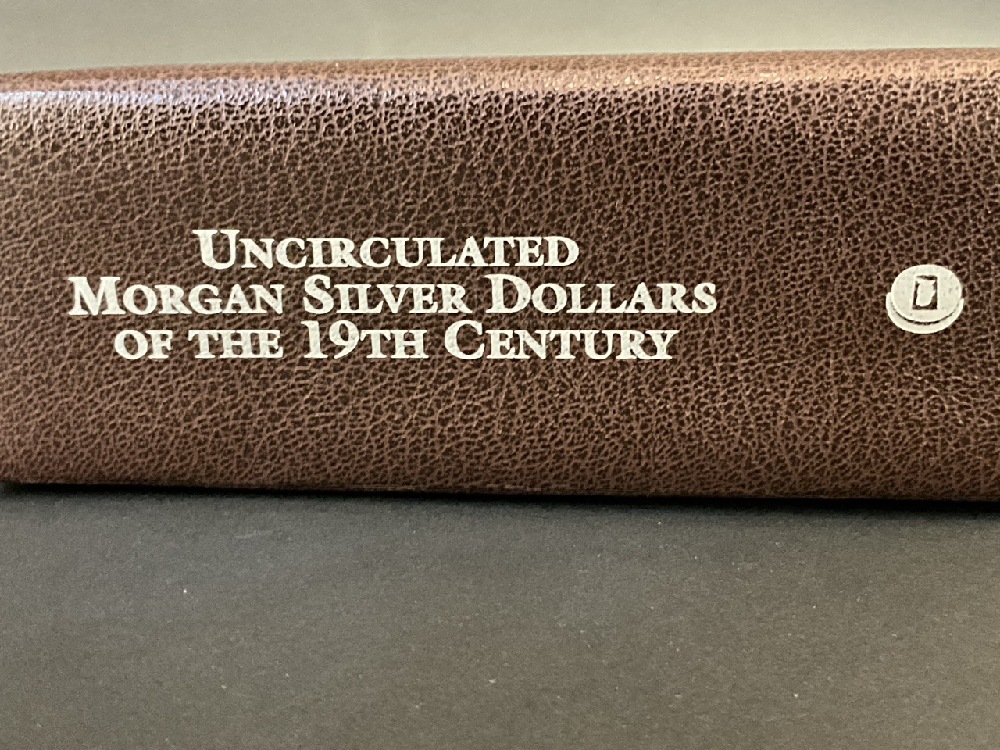 Uncirculated
Morgan Silver Dollars
of the 19th Century